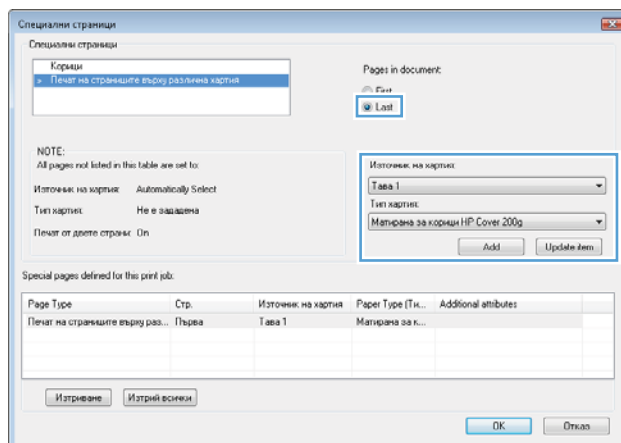 Специални страници
Специални страници
Корици
» Печат на страниците върху различна хартия
Pages in document:
First
Last
NOTE:
All pages not listed in this table are set to:
Източник на хартия: Automatically Select
Тип хартия: Не е зададена
Печат от двете страни: On
Източник на хартия:
Тава 1
Тип хартия:
Матирана за корици HP Cover 200g
Add Update item
Special pages defined for this print job:
Page Type Стр. Източник на хартия Paper Type (Ти... Additional attributes
Печат на страниците върху раз... Първа Тава 1 Матирана за к...
Изтриване Изтрий всички
OK Отказ